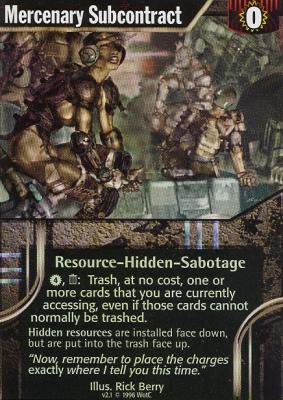 Mercenary Subcontract
0
Resource-Hidden-Sabotage
, : Trash, at no cost, one or
more cards that you are currently
accessing, even if those cards cannot
normally be trashed.
Hidden resources are installed face down,
but are put into the trash face up.
"Now, remember to place the charges
exactly where I tell you this time."
Illus. Rick Berry
v2.1 © 1996 WotC